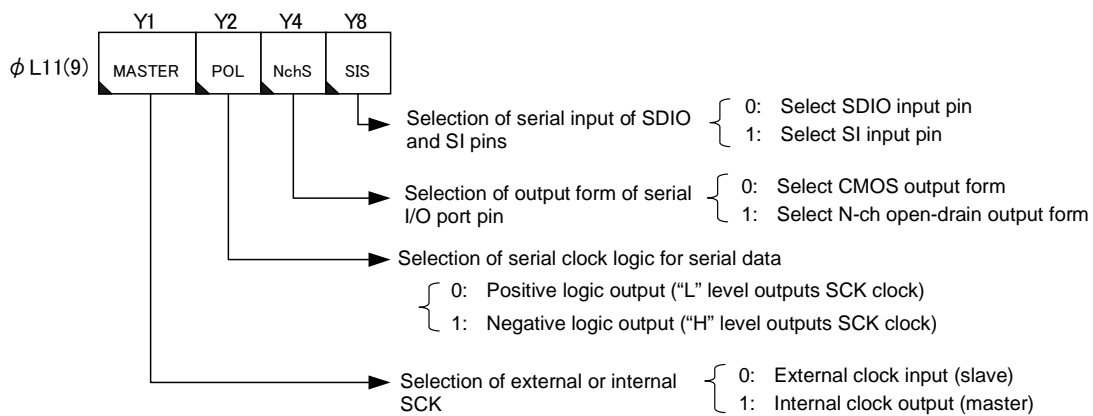 Y1 Y2 Y4 Y8
φL11(9) MASTER POL NchS SIS
Selection of serial input of SDIO
and SI pins
0: Select SDIO input pin
1: Select SI input pin
Selection of output form of serial
I/O port pin
0: Select CMOS output form
1: Select N-ch open-drain output form
Selection of serial clock logic for serial data
0: Positive logic output (“L” level outputs SCK clock)
1: Negative logic output (“H” level outputs SCK clock)
Selection of external or internal
SCK
0: External clock input (slave)
1: Internal clock output (master)